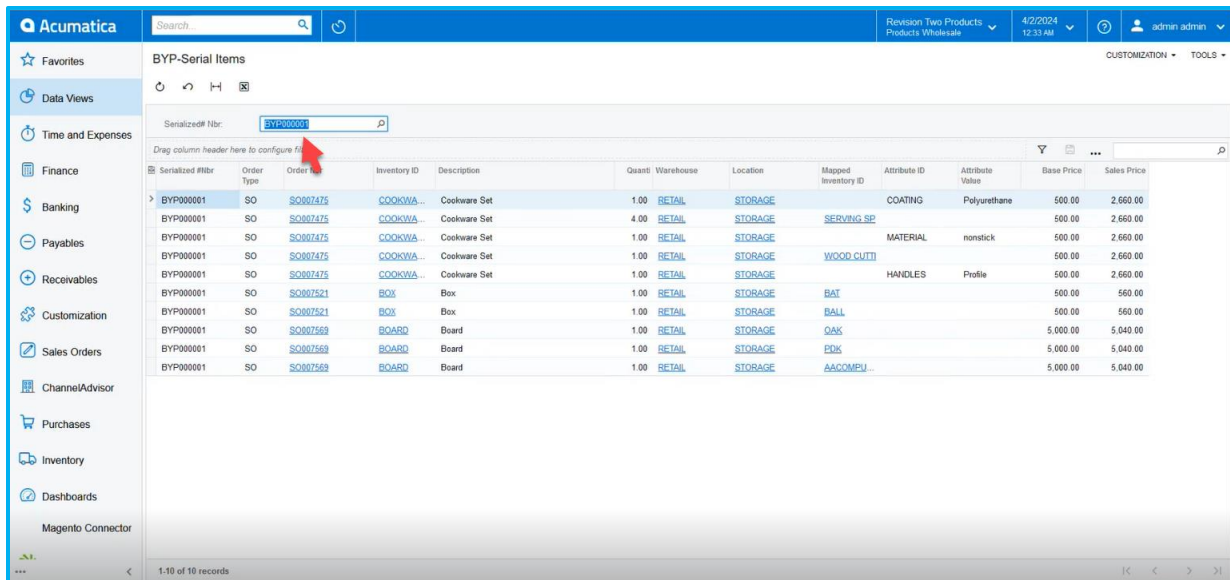 Acumatica
Search...
Revision Two Products
Products Wholesale
4/2/2024
12:33 AM
admin admin
Favorites
Data Views
Time and Expenses
Finance
Banking
Payables
Receivables
Customization
Sales Orders
ChannelAdvisor
Purchases
Inventory
Dashboards
Magento Connector
...
BYP-Serial Items
CUSTOMIZATION TOOLS
Serialized# Nbr: BYP000001
Drag column header here to configure
...
Serialized #Nbr Order Type Inventory ID Description Quanti Warehouse Location Mapped Inventory ID Attribute ID Attribute Value Base Price Sales Price
BYP000001 SO SO007475 COOKWA... Cookware Set 1.00 RETAIL STORAGE COATING Polyurethane 500.00 2,660.00
BYP000001 SO SO007475 COOKWA... Cookware Set 4.00 RETAIL STORAGE SERVING SP 500.00 2,660.00
BYP000001 SO SO007475 COOKWA... Cookware Set 1.00 RETAIL STORAGE MATERIAL nonstick 500.00 2,660.00
BYP000001 SO SO007475 COOKWA... Cookware Set 1.00 RETAIL STORAGE WOOD CUTTI 500.00 2,660.00
BYP000001 SO SO007475 COOKWA... Cookware Set 1.00 RETAIL STORAGE HANDLES Profile 500.00 2,660.00
BYP000001 SO SO007521 BOX Box 1.00 RETAIL STORAGE BAT 500.00 560.00
BYP000001 SO SO007521 BOX Box 1.00 RETAIL STORAGE BALL 500.00 560.00
BYP000001 SO SO007569 BOARD Board 1.00 RETAIL STORAGE OAK 5,000.00 5,040.00
BYP000001 SO SO007569 BOARD Board 1.00 RETAIL STORAGE PDK 5,000.00 5,040.00
BYP000001 SO SO007569 BOARD Board 1.00 RETAIL STORAGE AACOMPU... 5,000.00 5,040.00
1-10 of 10 records